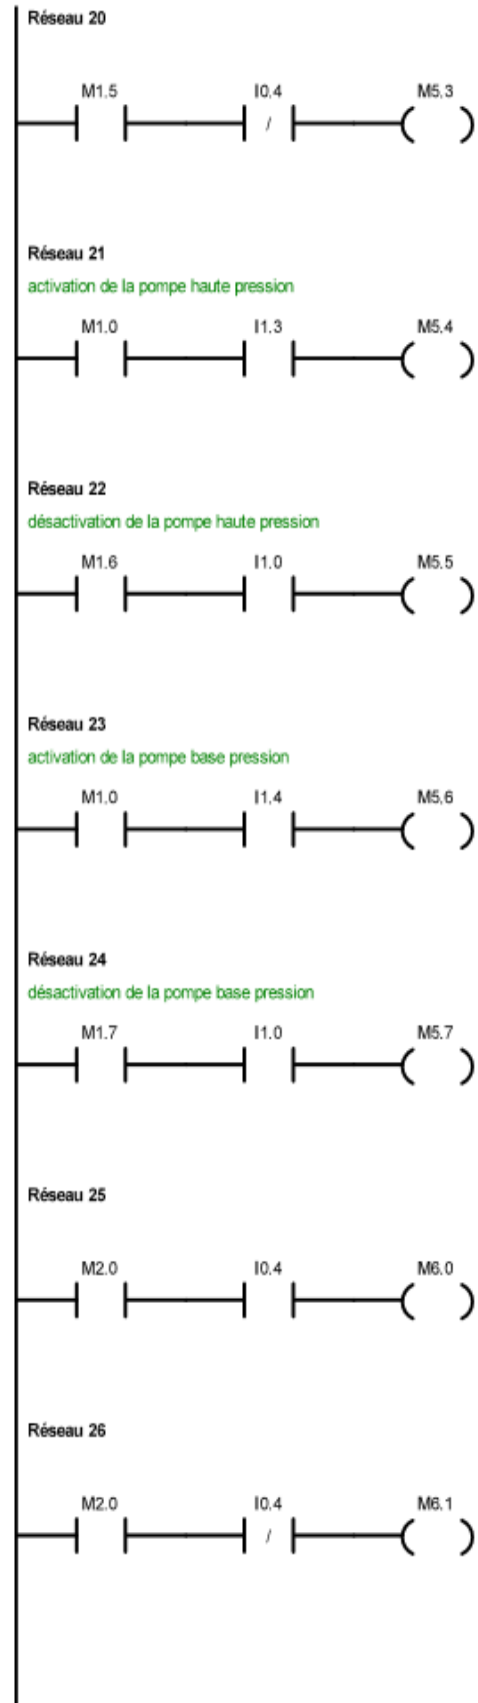 Réseau 20
M1.5 I0.4 M5.3
/
Réseau 21
activation de la pompe haute pression
M1.0 I1.3 M5.4
Réseau 22
désactivation de la pompe haute pression
M1.6 I1.0 M5.5
Réseau 23
activation de la pompe base pression
M1.0 I1.4 M5.6
Réseau 24
désactivation de la pompe base pression
M1.7 I1.0 M5.7
Réseau 25
M2.0 I0.4 M6.0
Réseau 26
M2.0 I0.4 M6.1
/